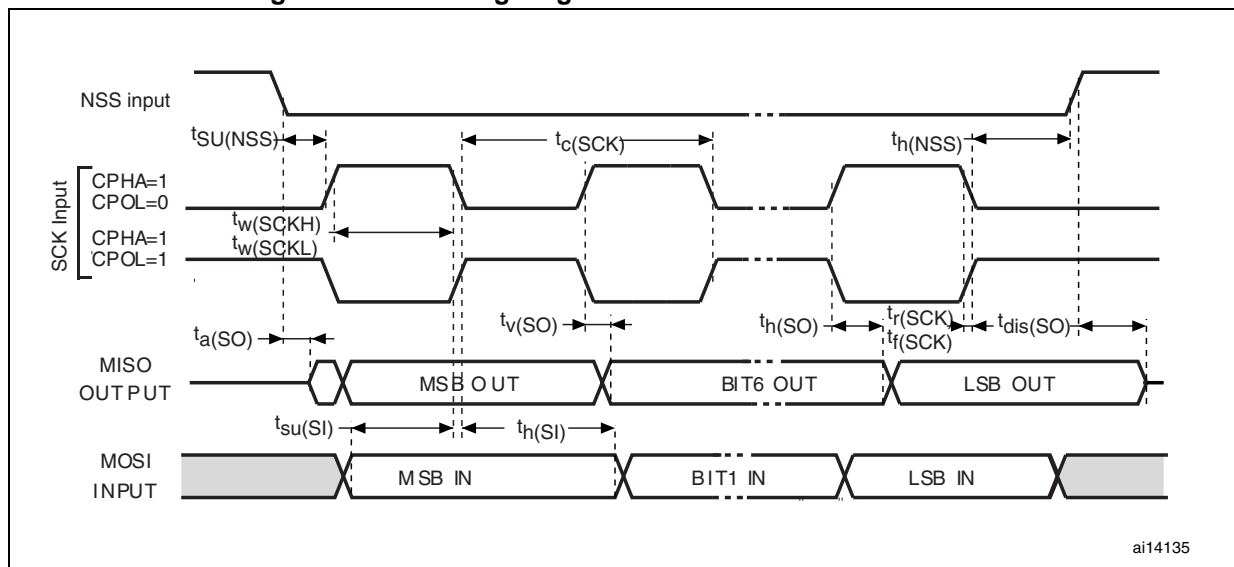 NSS input
tSU(NSS)
tc(SCK)
th(NSS)
SCK Input
CPHA=1
CPOL=0
tw(SCKH)
tw(SCKL)
CPHA=1
CPOL=1
ta(SO)
tv(SO)
th(SO)
tr(SCK)
tf(SCK)
tdis(SO)
MISO
OUTPUT
MSB OUT
BIT6 OUT
LSB OUT
tsu(SI)
th(SI)
MOSI
INPUT
MSB IN
BIT1 IN
LSB IN
ai14135